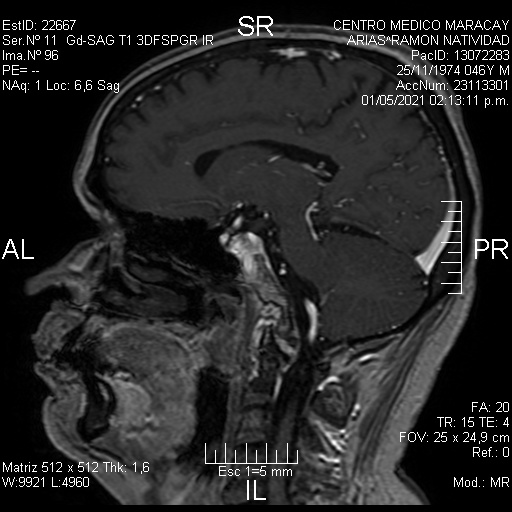 EstID: 22667
Ser.Nº 11 Gd-SAG T1 3DFSPGR IR
Ima.Nº 96
PE= --
NAq: 1 Loc: 6,6 Sag
SR
CENTRO MEDICO MARACAY
ARIAS^RAMON NATIVIDAD
PacID: 13072283
25/11/1974 046Y M
AccNum: 23113301
01/05/2021 02:13:11 p.m.
AL
PR
FA: 20
TR: 15 TE: 4
FOV: 25 x 24,9 cm
Ref.: 0
Mod.: MR
Matriz 512 x 512 Thk: 1,6
W:9921 L:4960
Esc 1=5 mm
IL